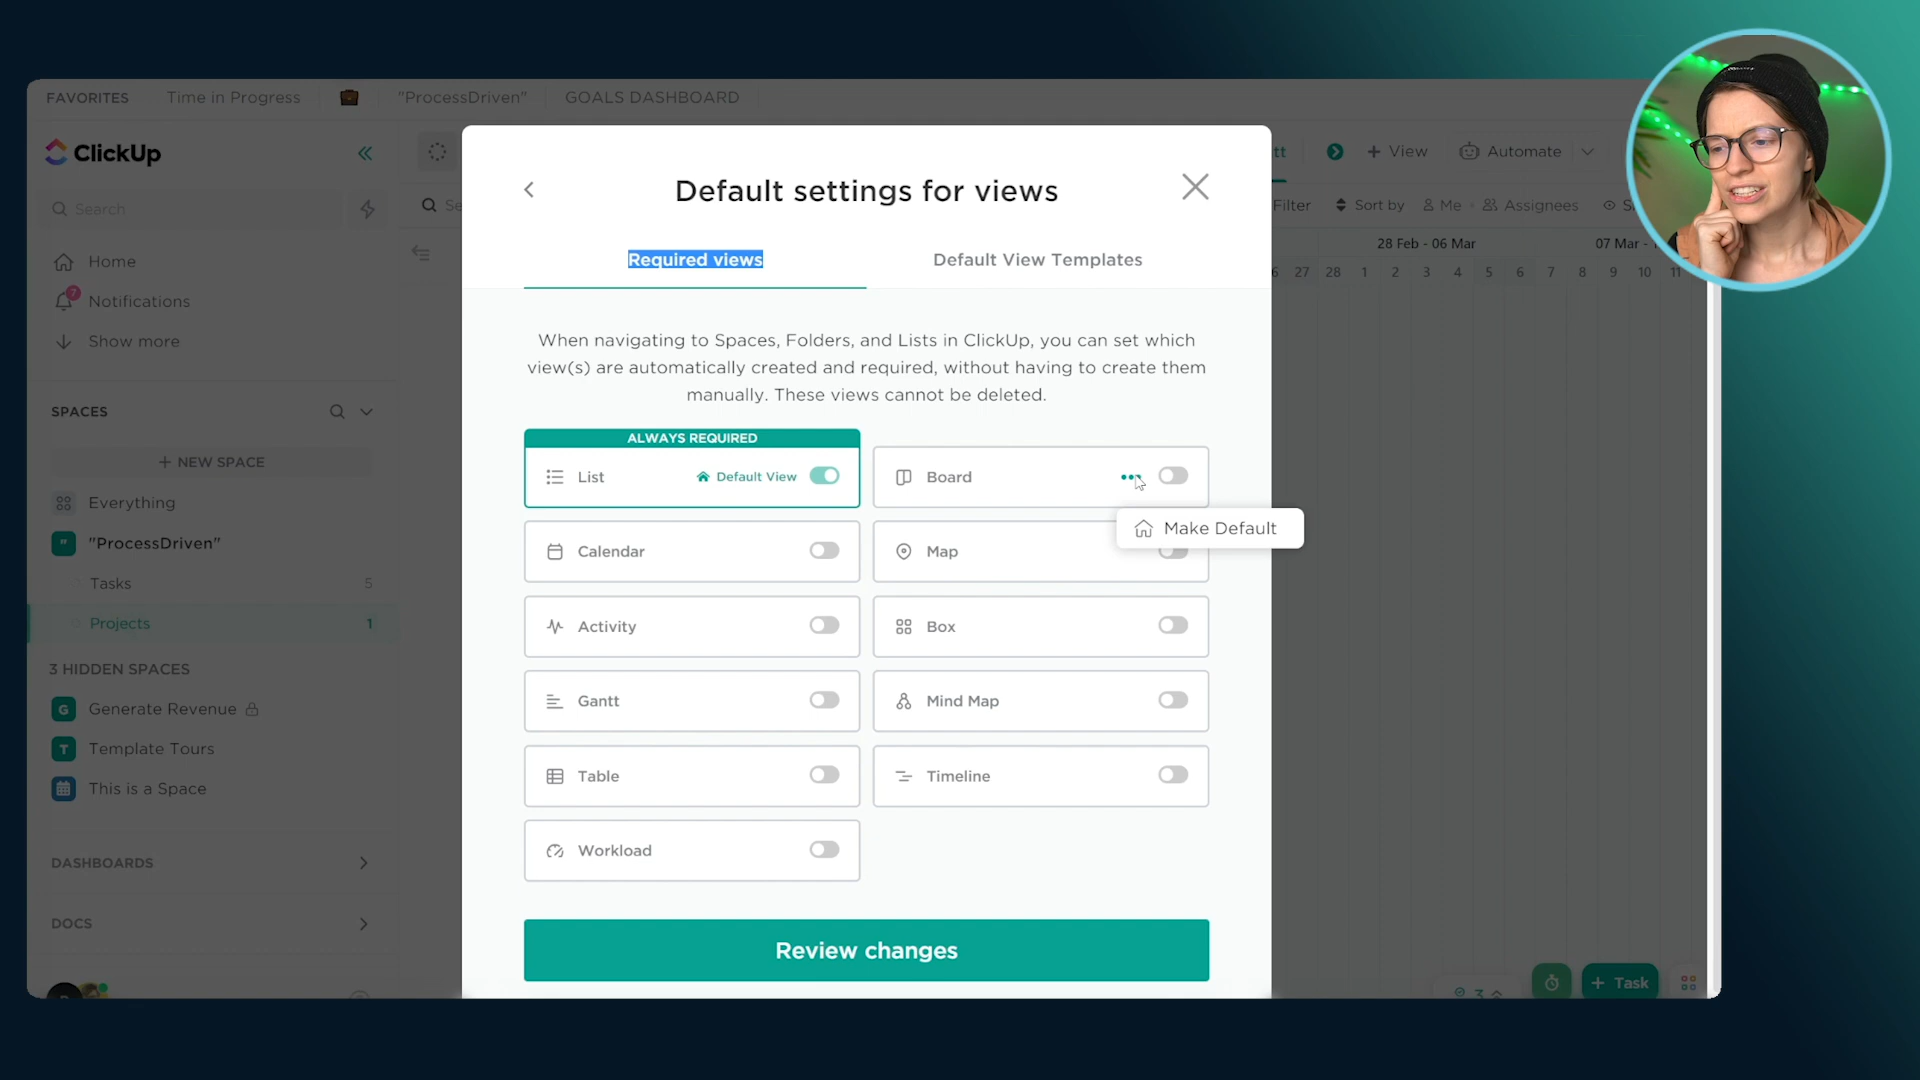 FAVORITES Time in Progress "ProcessDriven" GOALS DASHBOARD
ClickUp
Search
Home
7
Notifications
Show more
SPACES
+ NEW SPACE
Everything
" "ProcessDriven"
Tasks 5
Projects 1
3 HIDDEN SPACES
G Generate Revenue
T Template Tours
This is a Space
DASHBOARDS
DOCS
+ View Automate
Filter Sort by Me Assignees
28 Feb - 06 Mar 07 Mar -
27 28 1 2 3 4 5 6 7 8 9 10 11
Default settings for views
Required views Default View Templates
When navigating to Spaces, Folders, and Lists in ClickUp, you can set which
view(s) are automatically created and required, without having to create them
manually. These views cannot be deleted.
ALWAYS REQUIRED
List Default View
Board
Make Default
Calendar
Map
Activity
Box
Gantt
Mind Map
Table
Timeline
Workload
Review changes
3
+ Task